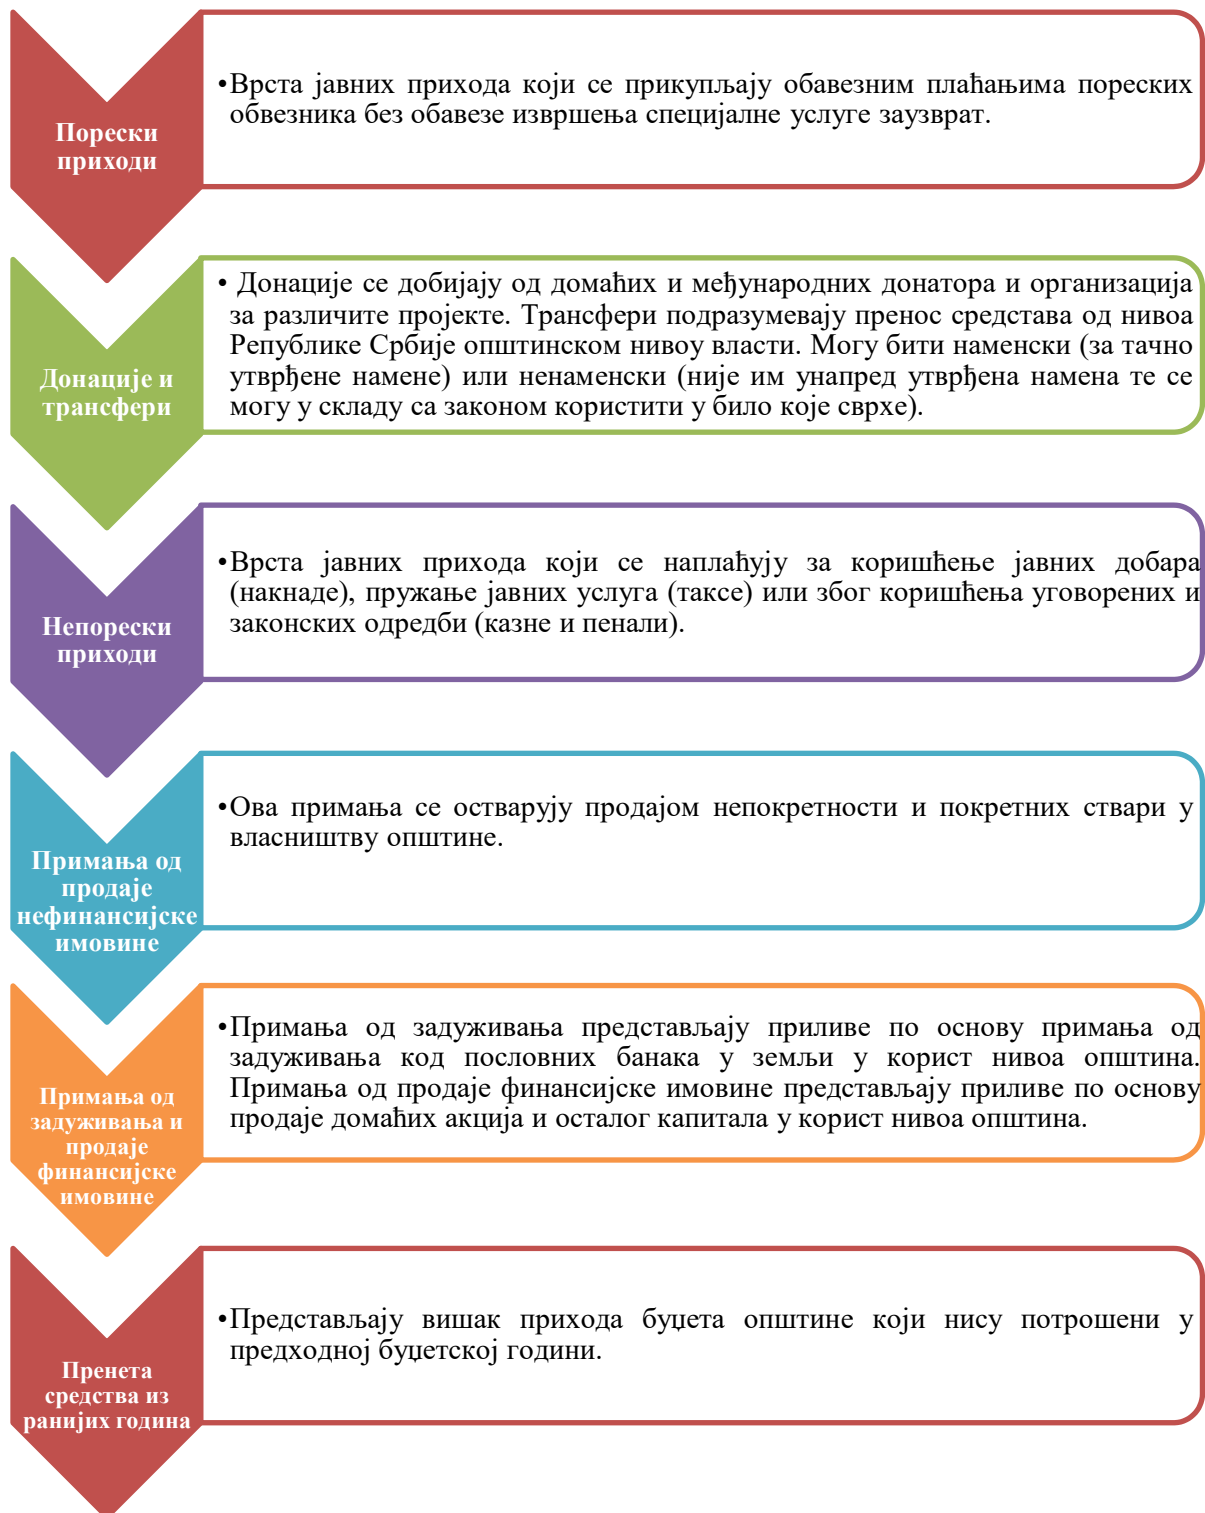 Порески
приходи
•Врста јавних прихода који се прикупљају обавезним плаћањима пореских
обвезника без обавезе извршења специјалне услуге заузврат.
Донације и
трансфери
• Донације се добијају од домаћих и међународних донатора и организација
за различите пројекте. Трансфери подразумевају пренос средстава од нивоа
Републике Србије општинском нивоу власти. Могу бити наменски (за тачно
утврђене намене) или ненаменски (није им унапред утврђена намена те се
могу у складу са законом користити у било које сврхе).
Непорески
приходи
•Врста јавних прихода који се наплаћују за коришћење јавних добара
(накнаде), пружање јавних услуга (таксе) или због коришћења уговорених и
законских одредби (казне и пенали).
Примања од
продаје
нефинансијске
имовине
•Ова примања се остварују продајом непокретности и покретних ствари у
власништву општине.
Примања од
задуживања и
продаје
финансијске
имовине
•Примања од задуживања представљају приливе по основу примања од
задуживања код пословних банака у земљи у корист нивоа општина.
Примања од продаје финансијске имовине представљају приливе по основу
продаје домаћих акција и осталог капитала у корист нивоа општина.
Пренета
средства из
ранијих година
•Представљају вишак прихода буџета општине који нису потрошени у
предходној буџетској години.